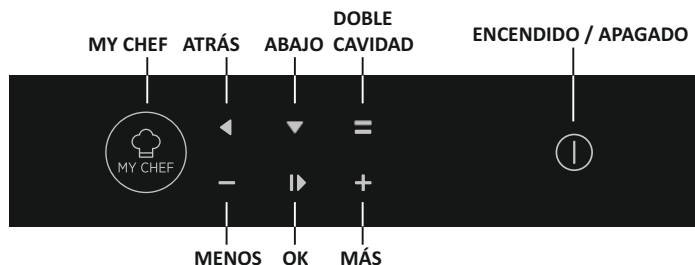 MY CHEF
ATRÁS
ABAJO
DOBLE
CAVIDAD
ENCENDIDO / APAGADO
MY CHEF
MENOS
OK
MÁS